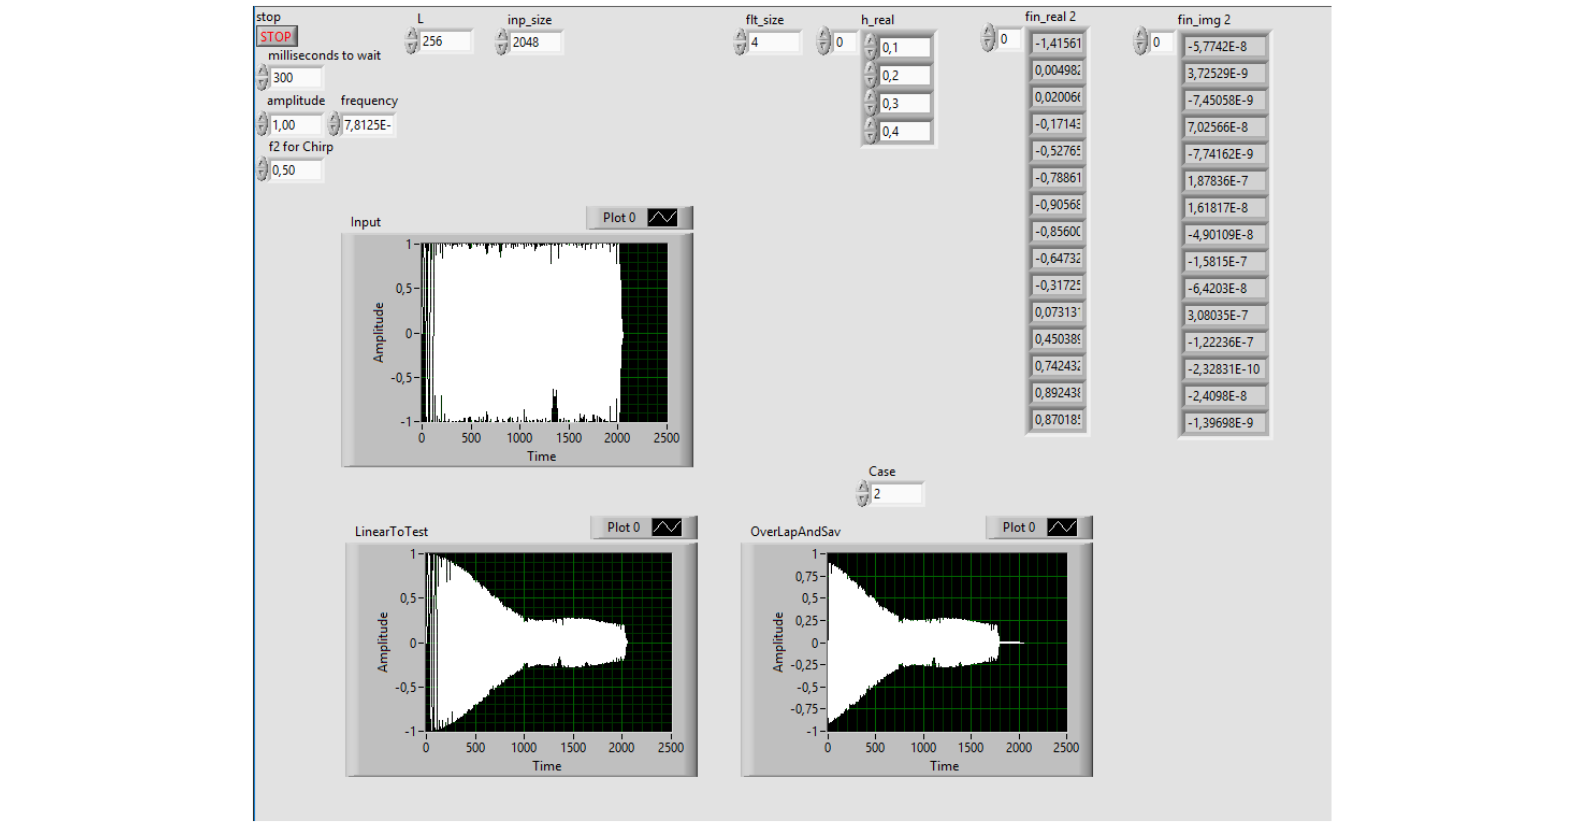 stop
STOP
milliseconds to wait
300
amplitude frequency
1,00 7,8125E-
f2 for Chirp
0,50
L
256
inp_size
2048
flt_size
4
h_real
0
0,1
0,2
0,3
0,4
fin_real 2
0
-1,41561
0,004982
0,020066
-0,17143
-0,52765
-0,78861
-0,90568
-0,85600
-0,64732
-0,31725
0,07313
0,450389
0,742432
0,892438
0,87018
fin_img 2
0
-5,7742E-8
3,72529E-9
-7,45058E-9
7,02566E-8
-7,74162E-9
1,87836E-7
1,61817E-8
-4,90109E-8
-1,5815E-7
-6,4203E-8
3,08035E-7
-1,22236E-7
-2,32831E-10
-2,4098E-8
-1,39698E-9
Input
Plot 0
Amplitude
1
0,5
0
-0,5
-1
0 500 1000 1500 2000 2500
Time
Case
2
LinearToTest
Plot 0
Amplitude
1
0,5
0
-0,5
-1
0 500 1000 1500 2000 2500
Time
OverLapAndSav
Plot 0
Amplitude
1
0,75
0,5
0,25
0
-0,25
-0,5
-0,75
-1
0 500 1000 1500 2000 2500
Time